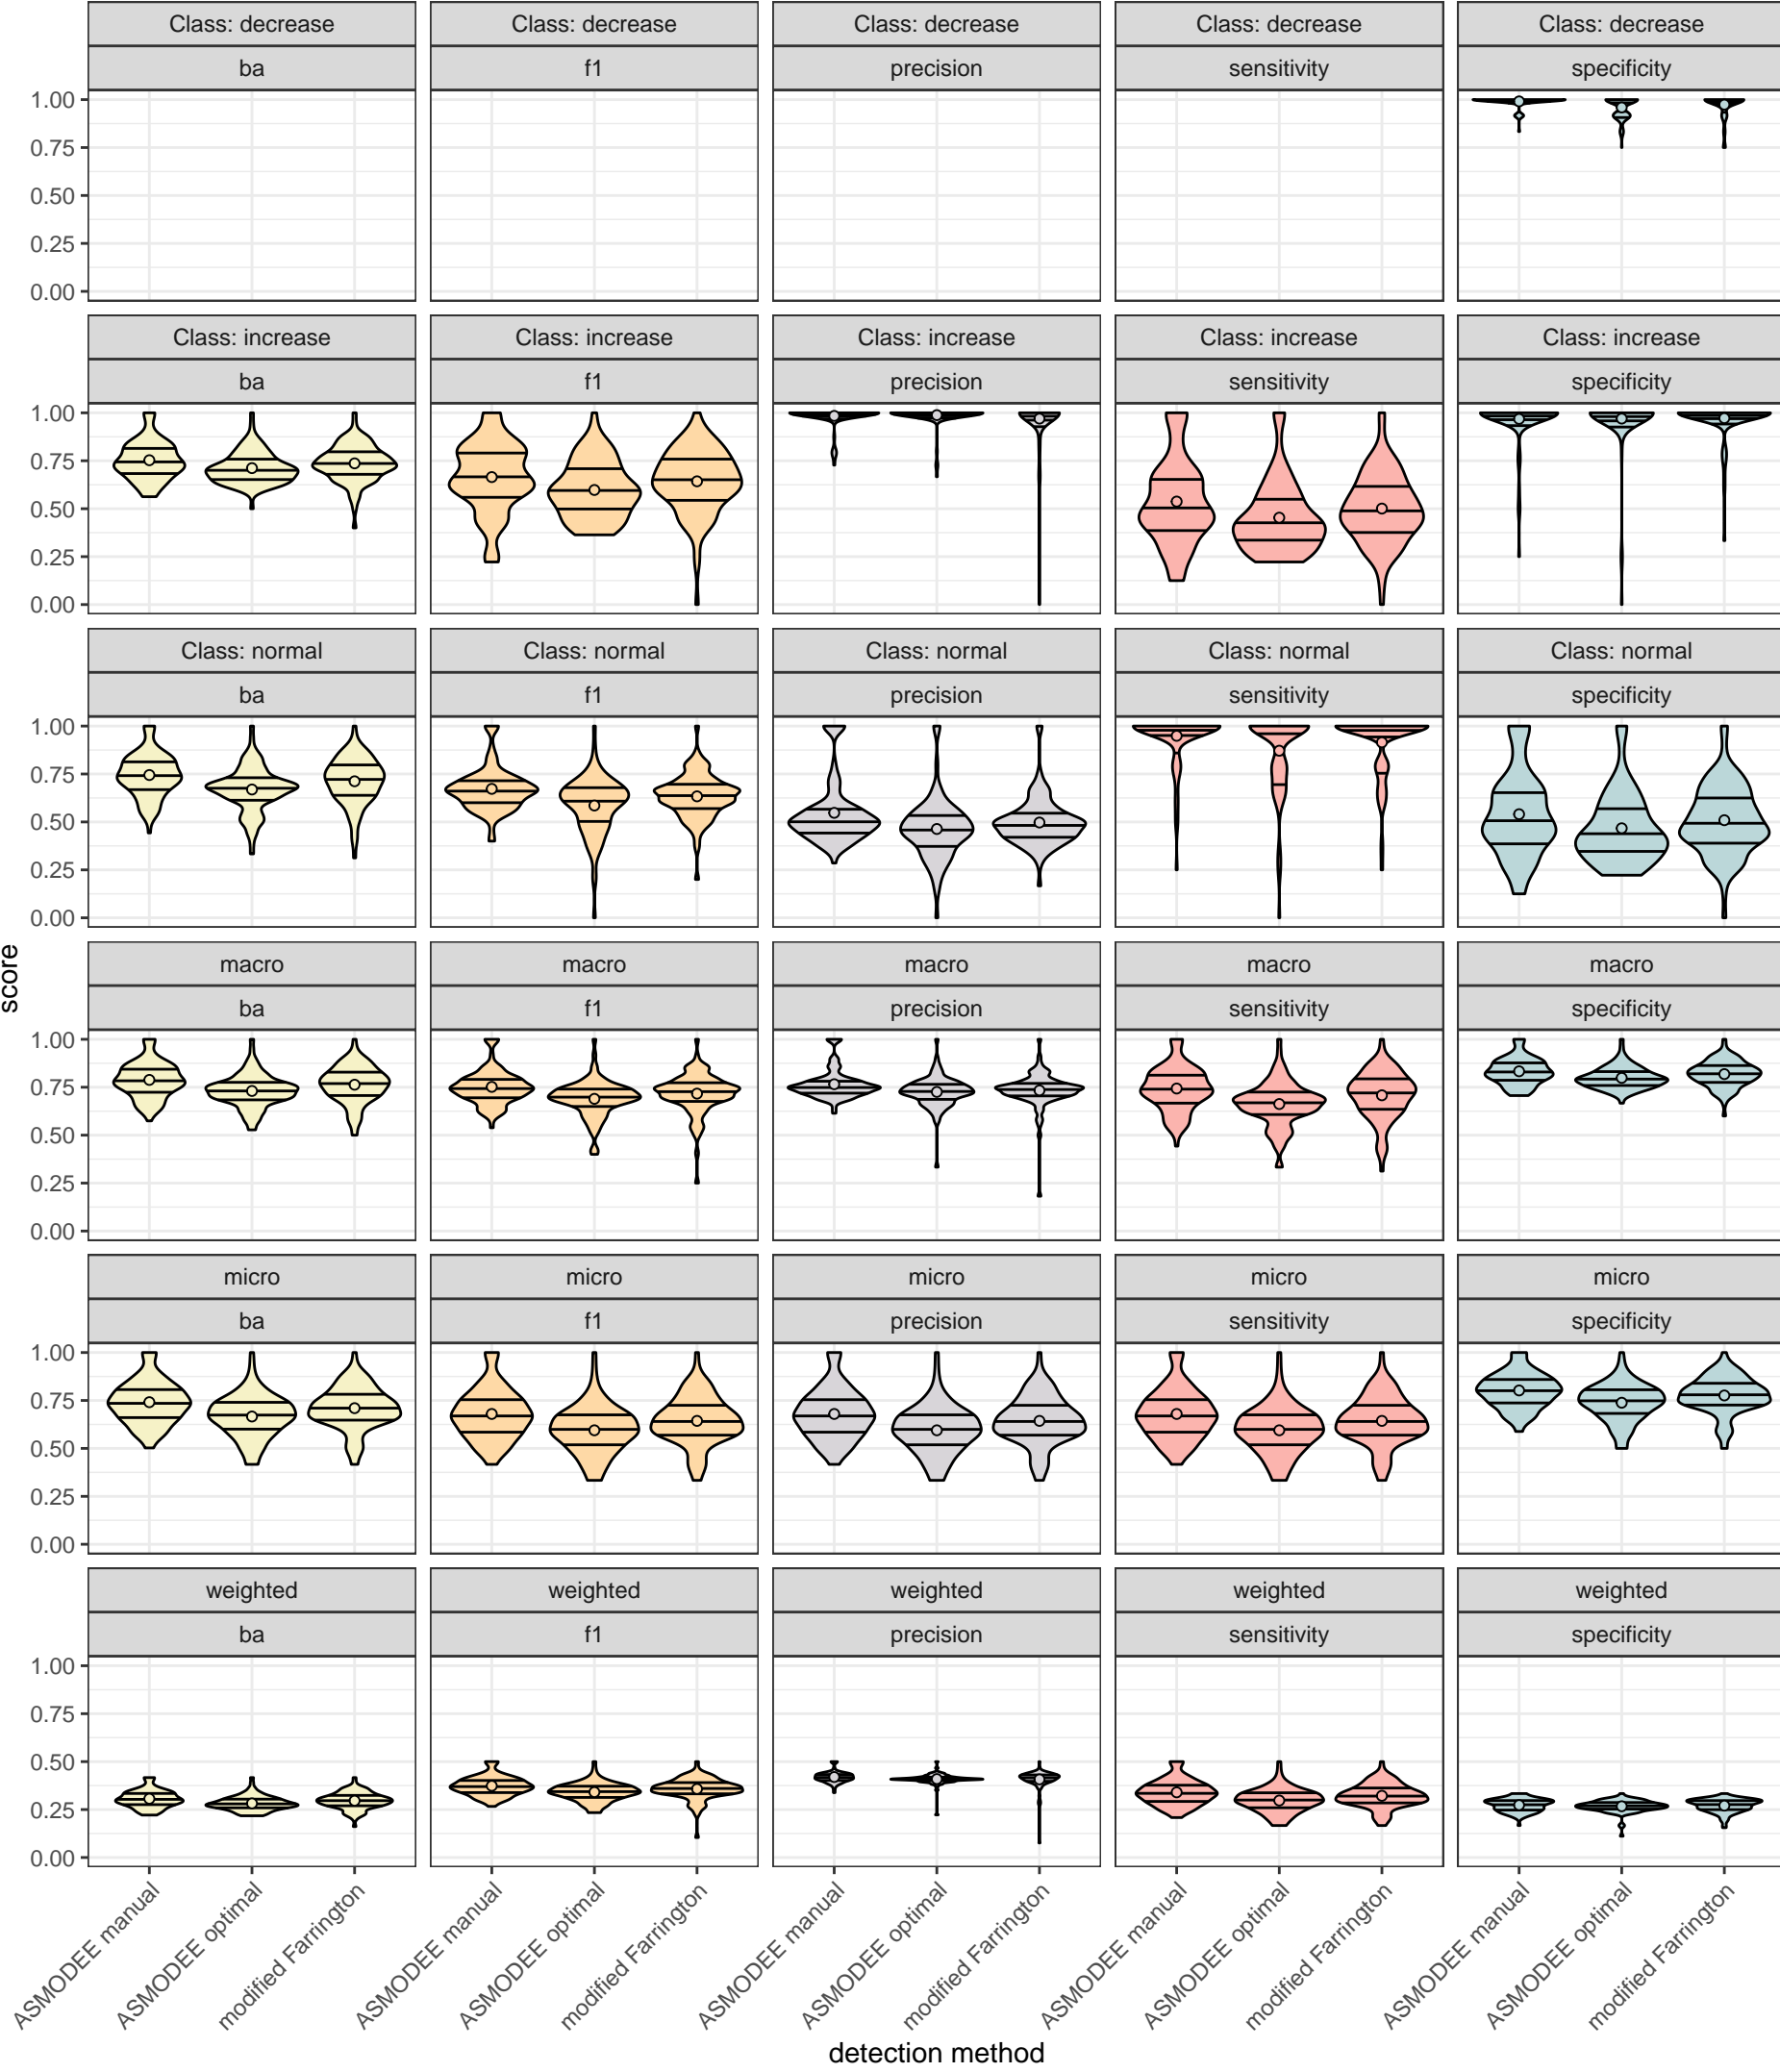 Class: decrease Class: decrease Class: decrease Class: decrease Class: decrease
ba f1 precision sensitivity specificity
1.00
0.75
0.50
0.25
0.00
Class: increase Class: increase Class: increase Class: increase Class: increase
ba f1 precision sensitivity specificity
1.00
0.75
0.50
0.25
0.00
Class: normal Class: normal Class: normal Class: normal Class: normal
ba f1 precision sensitivity specificity
1.00
0.75
0.50
0.25
0.00
score
macro macro macro macro macro
ba f1 precision sensitivity specificity
1.00
0.75
0.50
0.25
0.00
micro micro micro micro micro
ba f1 precision sensitivity specificity
1.00
0.75
0.50
0.25
0.00
weighted weighted weighted weighted weighted
ba f1 precision sensitivity specificity
1.00
0.75
0.50
0.25
0.00
ASMODEE manual ASMODEE optimal modified Farrington ASMODEE manual ASMODEE optimal modified Farrington ASMODEE manual ASMODEE optimal modified Farrington ASMODEE manual ASMODEE optimal modified Farrington ASMODEE manual ASMODEE optimal modified Farrington
detection method